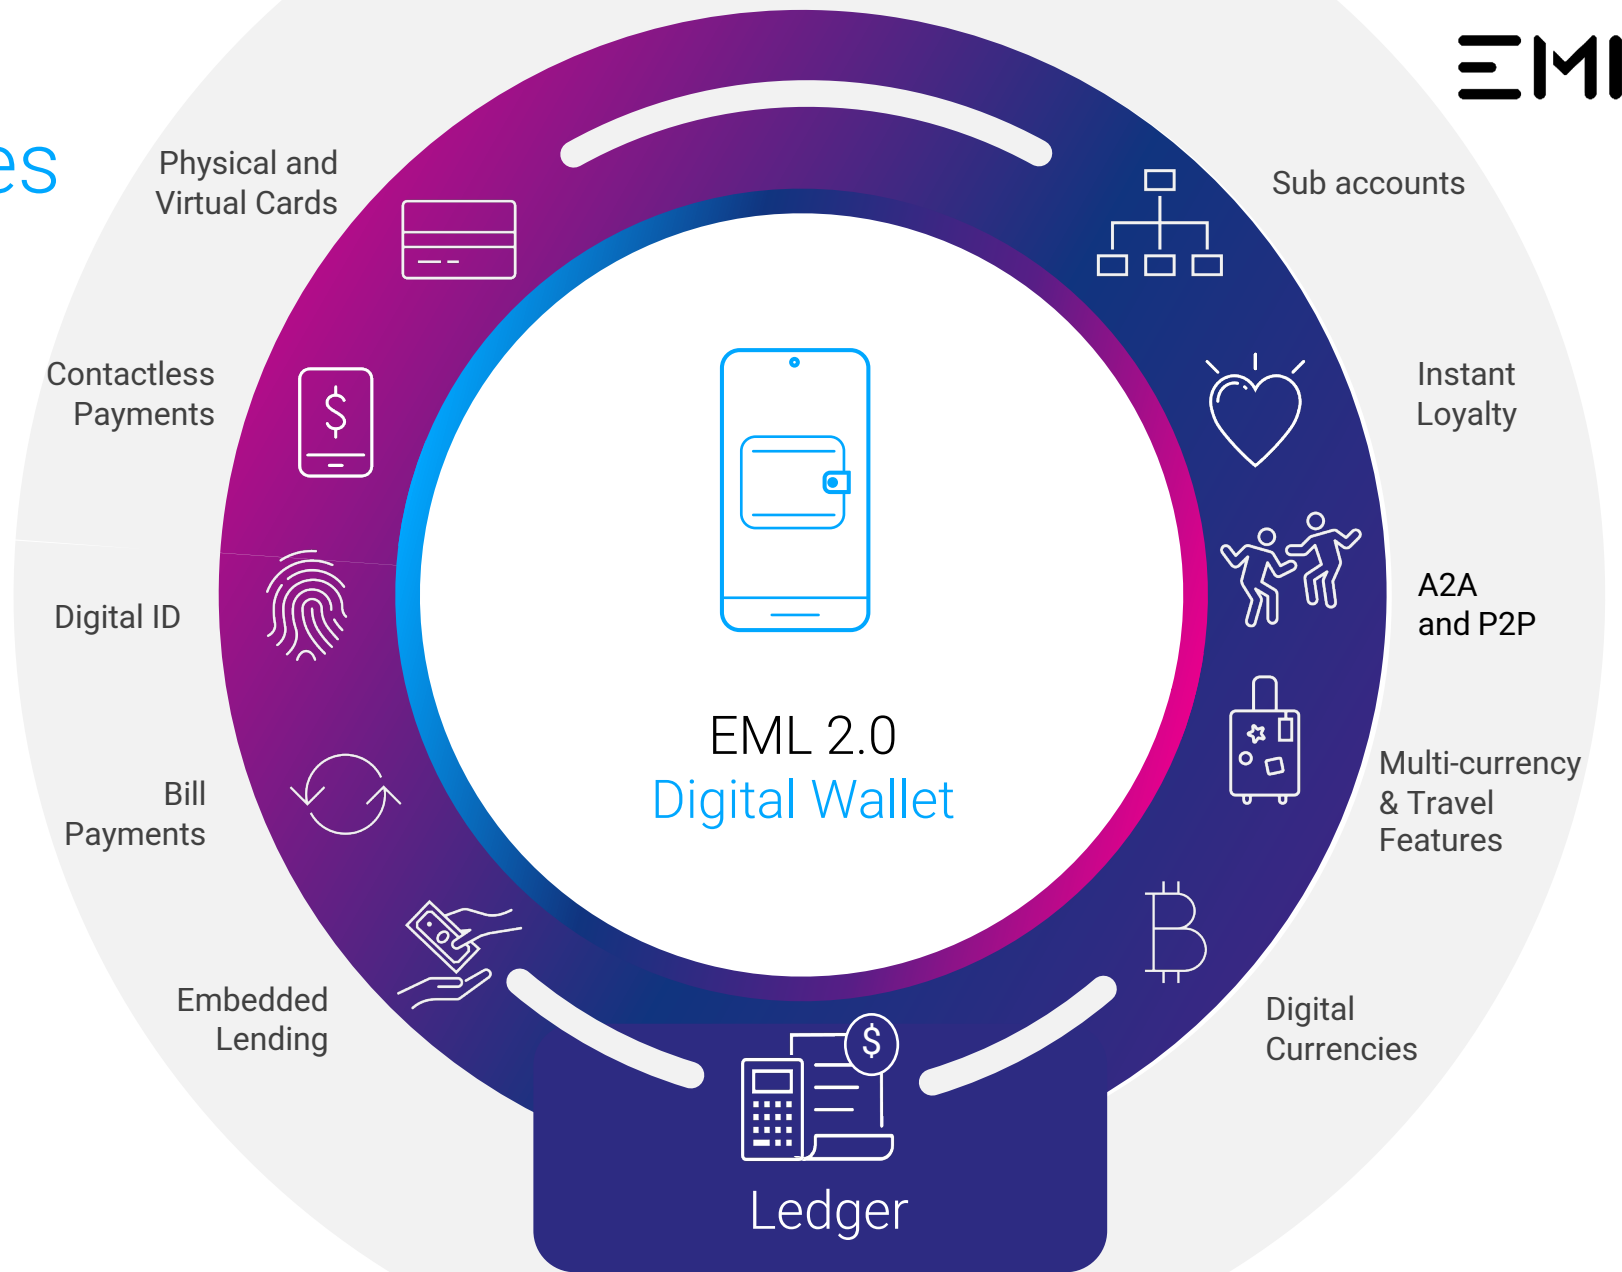 Physical and
Virtual Cards
Contactless
Payments
Digital ID
Bill
Payments
Embedded
Lending
$
EML 2.0
Digital Wallet
$
Ledger
Sub accounts
Instant
Loyalty
A2A
and P2P
Multi-currency
& Travel
Features
Digital
Currencies